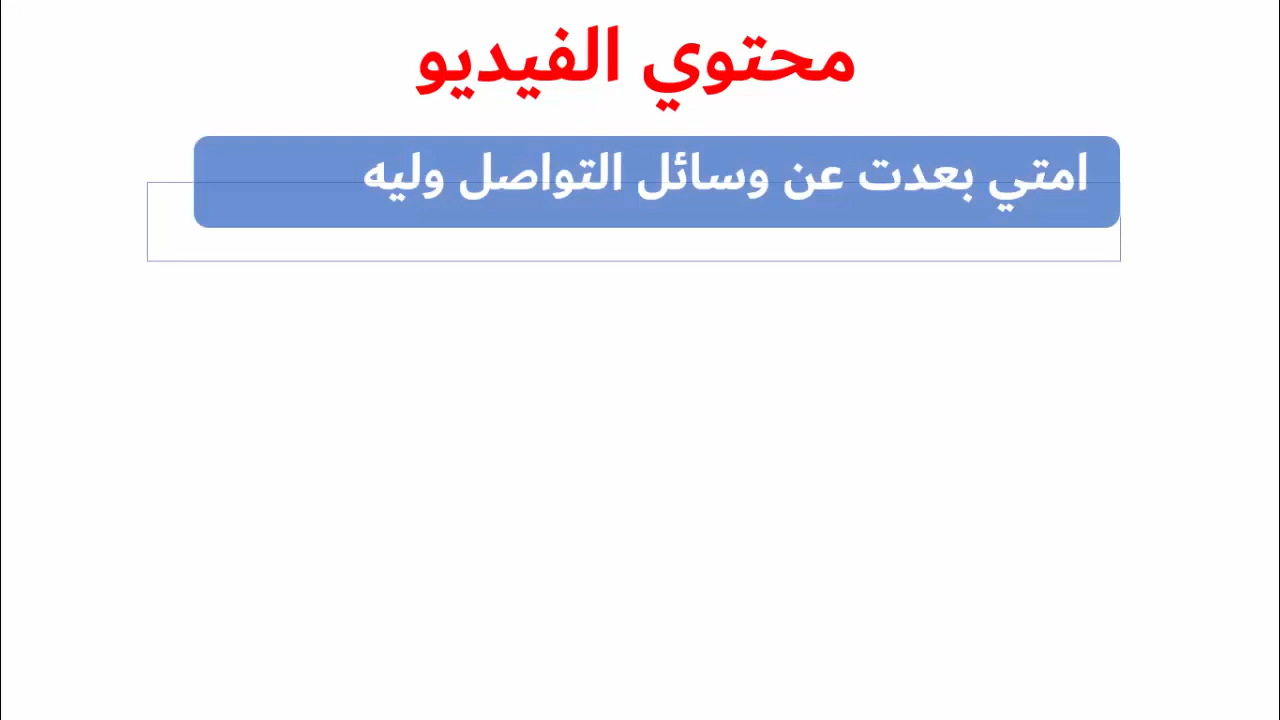 محتوي الفيديو
امتي بعدت عن وسائل التواصل وليه